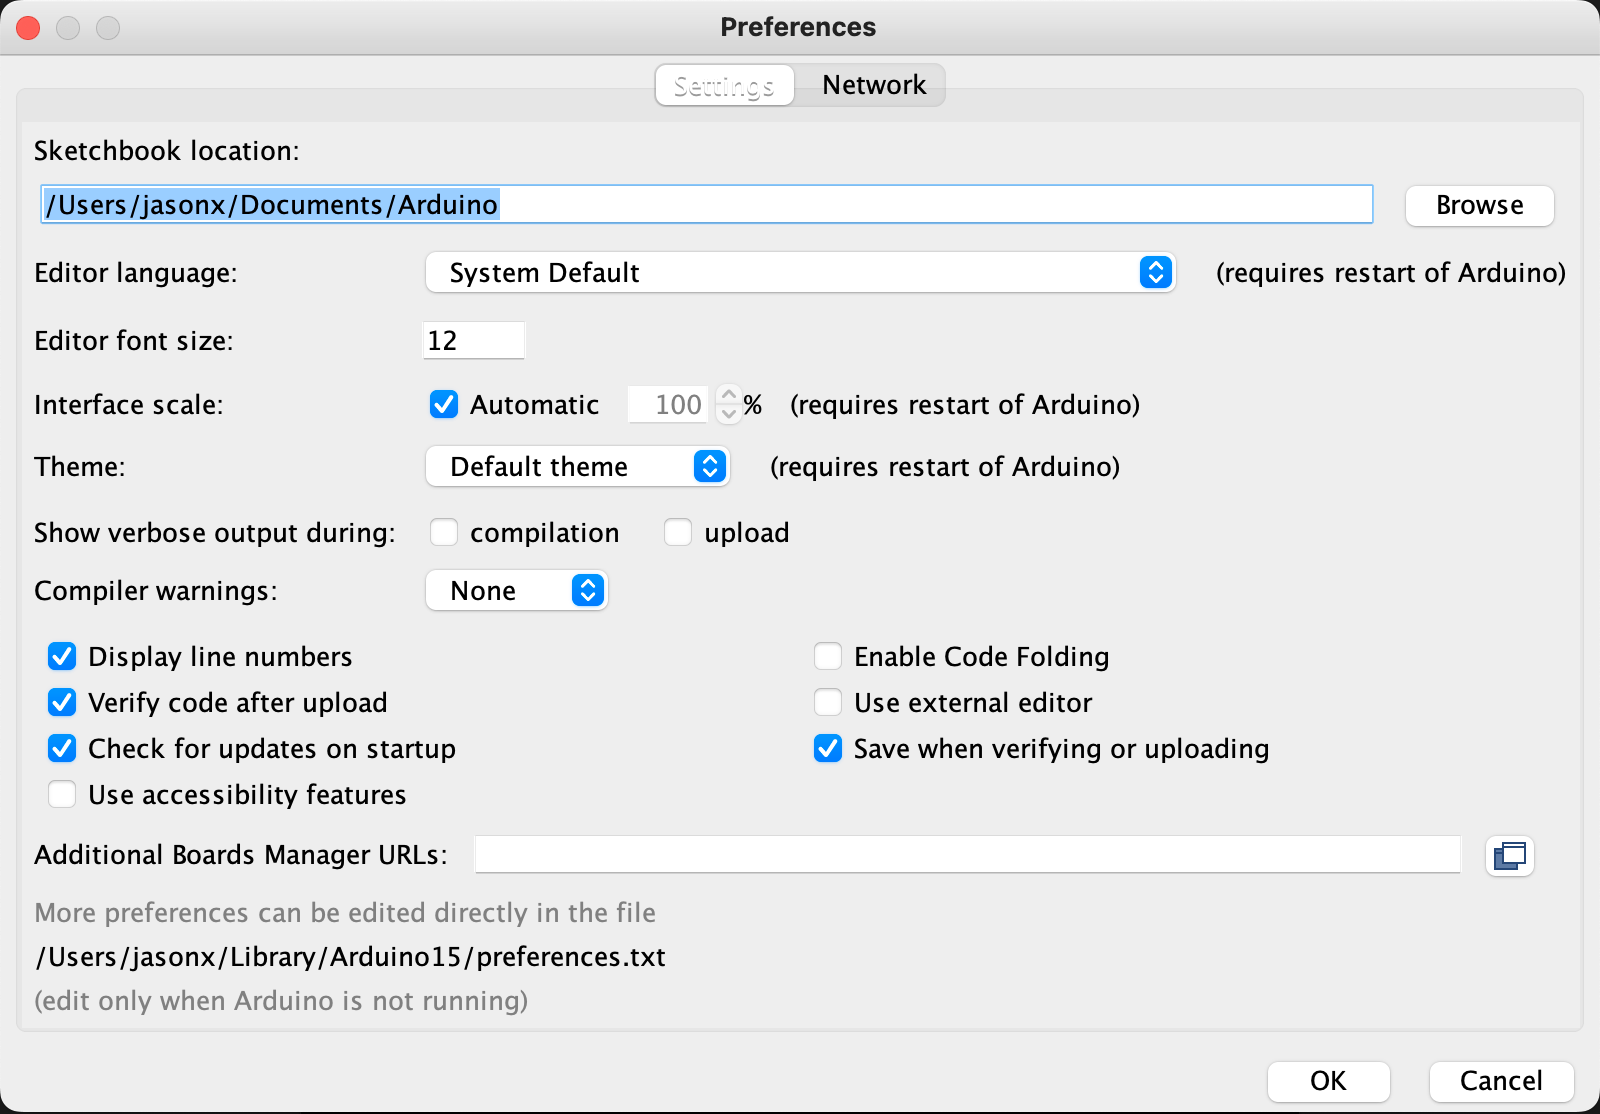 Preferences
Settings Network
Sketchbook location:
/Users/jasonx/Documents/Arduino Browse
Editor language: System Default (requires restart of Arduino)
Editor font size: 12
Interface scale: Automatic 100 % (requires restart of Arduino)
Theme: Default theme (requires restart of Arduino)
Show verbose output during: compilation upload
Compiler warnings: None
Display line numbers Enable Code Folding
Verify code after upload Use external editor
Check for updates on startup Save when verifying or uploading
Use accessibility features
Additional Boards Manager URLs:
More preferences can be edited directly in the file
/Users/jasonx/Library/Arduino15/preferences.txt
(edit only when Arduino is not running)
OK Cancel